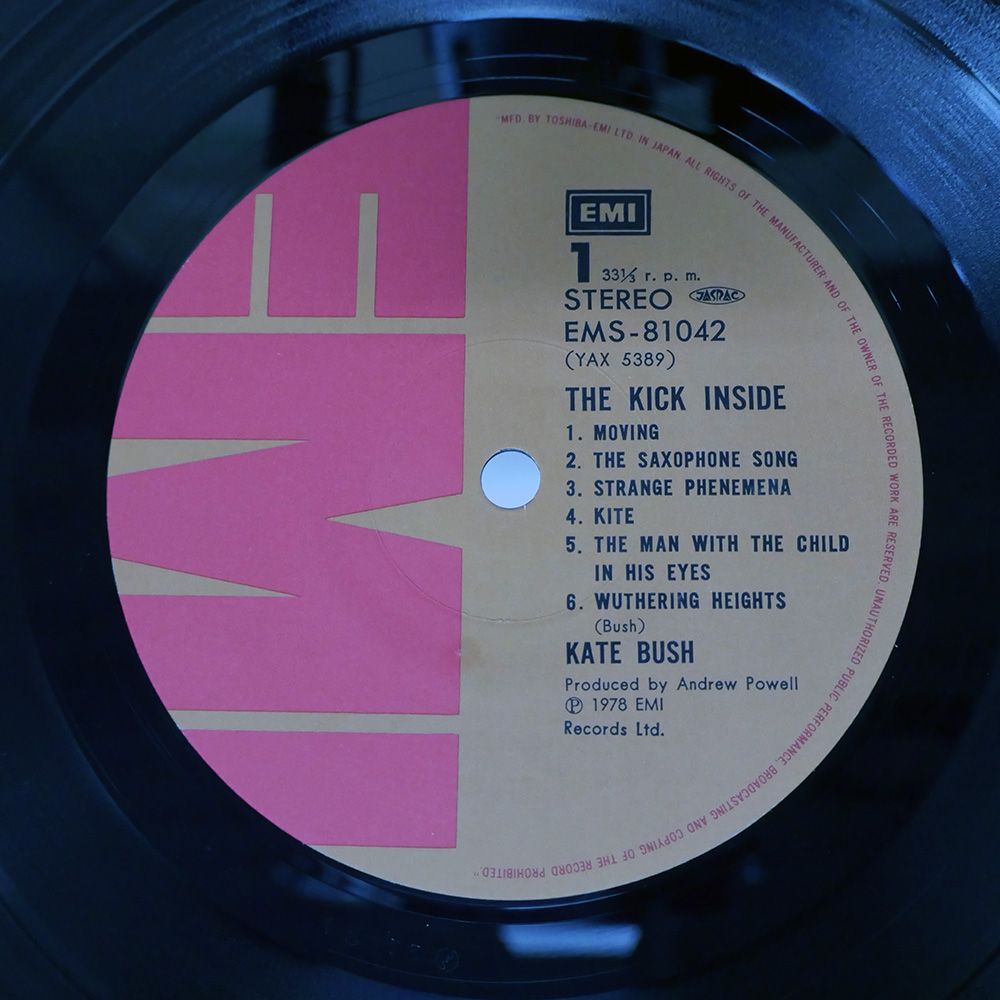 "MFD. BY TOSHIBA-EMI LTD. IN JAPAN. ALL RIGHTS OF THE MANUFACTURER AND OF THE OWNER OF THE RECORDED WORK ARE RESERVED. UNAUTHORIZED PUBLIC PERFORMANCE, BROADCASTING AND COPYING OF THE RECORD PROHIBITED."
EMI
EMI
1 33⅓ r. p. m.
STEREO JASRAC
EMS-81042
(YAX 5389)
THE KICK INSIDE
1. MOVING
2. THE SAXOPHONE SONG
3. STRANGE PHENEMENA
4. KITE
5. THE MAN WITH THE CHILD
IN HIS EYES
6. WUTHERING HEIGHTS
(Bush)
KATE BUSH
Produced by Andrew Powell
℗ 1978 EMI
Records Ltd.